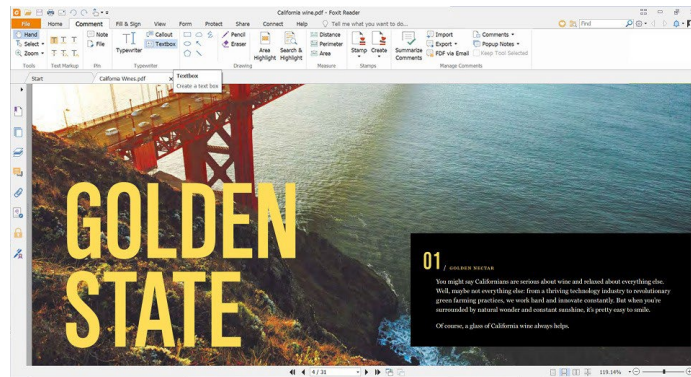 California wine.pdf - Foxit Reader
File Home Comment Fill & Sign View Form Protect Share Connect Help Tell me what you want to do... Find
Hand
Select
Zoom
Tools
Text Markup
Note
File
Pin
Typewriter
Callout
Textbox
Typewriter
Pencil
Eraser
Drawing
Area Highlight
Search & Highlight
Distance
Perimeter
Area
Measure
Stamp
Create
Stamps
Summarize Comments
Import
Export
FDF via Email
Comments
Popup Notes
Keep Tool Selected
Manage Comments
Start
California Wines.pdf
Textbox
Create a text box
GOLDEN
STATE
01 / GOLDEN NECTAR
You might say Californians are serious about wine and relaxed about everything else.
Well, maybe not everything else: from a thriving technology industry to revolutionary
green farming practices, we work hard and innovate constantly. But when you're
surrounded by natural wonder and constant sunshine, it's pretty easy to smile.
Of course, a glass of California wine always helps.
4 / 31
119.14%